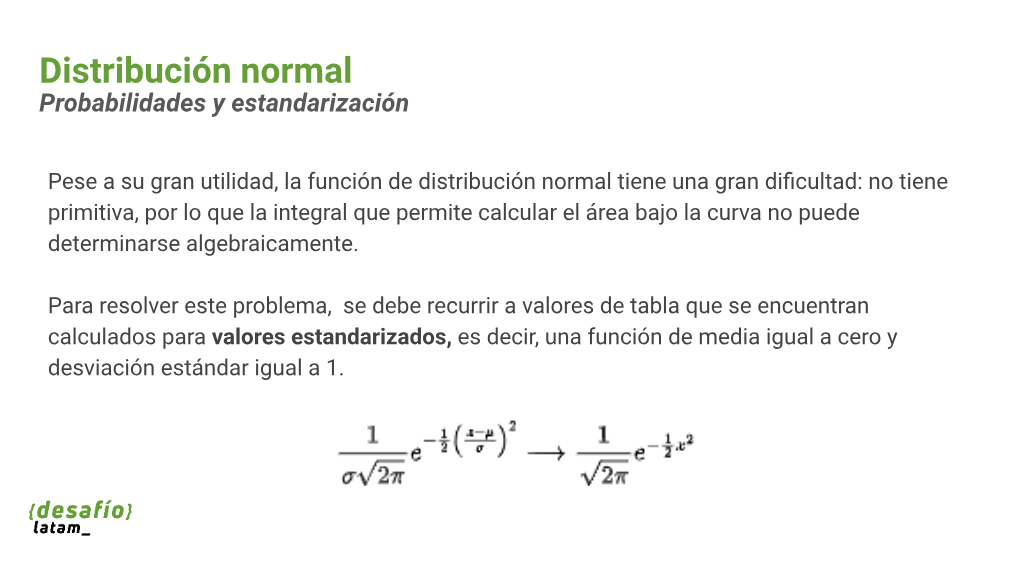 Distribución normal
Probabilidades y estandarización
Pese a su gran utilidad, la función de distribución normal tiene una gran dificultad: no tiene
primitiva, por lo que la integral que permite calcular el área bajo la curva no puede
determinarse algebraicamente.
Para resolver este problema,  se debe recurrir a valores de tabla que se encuentran
calculados para valores estandarizados, es decir, una función de media igual a cero y
desviación estándar igual a 1.
\frac{1}{\sigma\sqrt{2\pi}} e^{-\frac{1}{2}\left(\frac{x-\mu}{\sigma}\right)^2} \longrightarrow \frac{1}{\sqrt{2\pi}} e^{-\frac{1}{2}x^2}
{desafío}
latam_